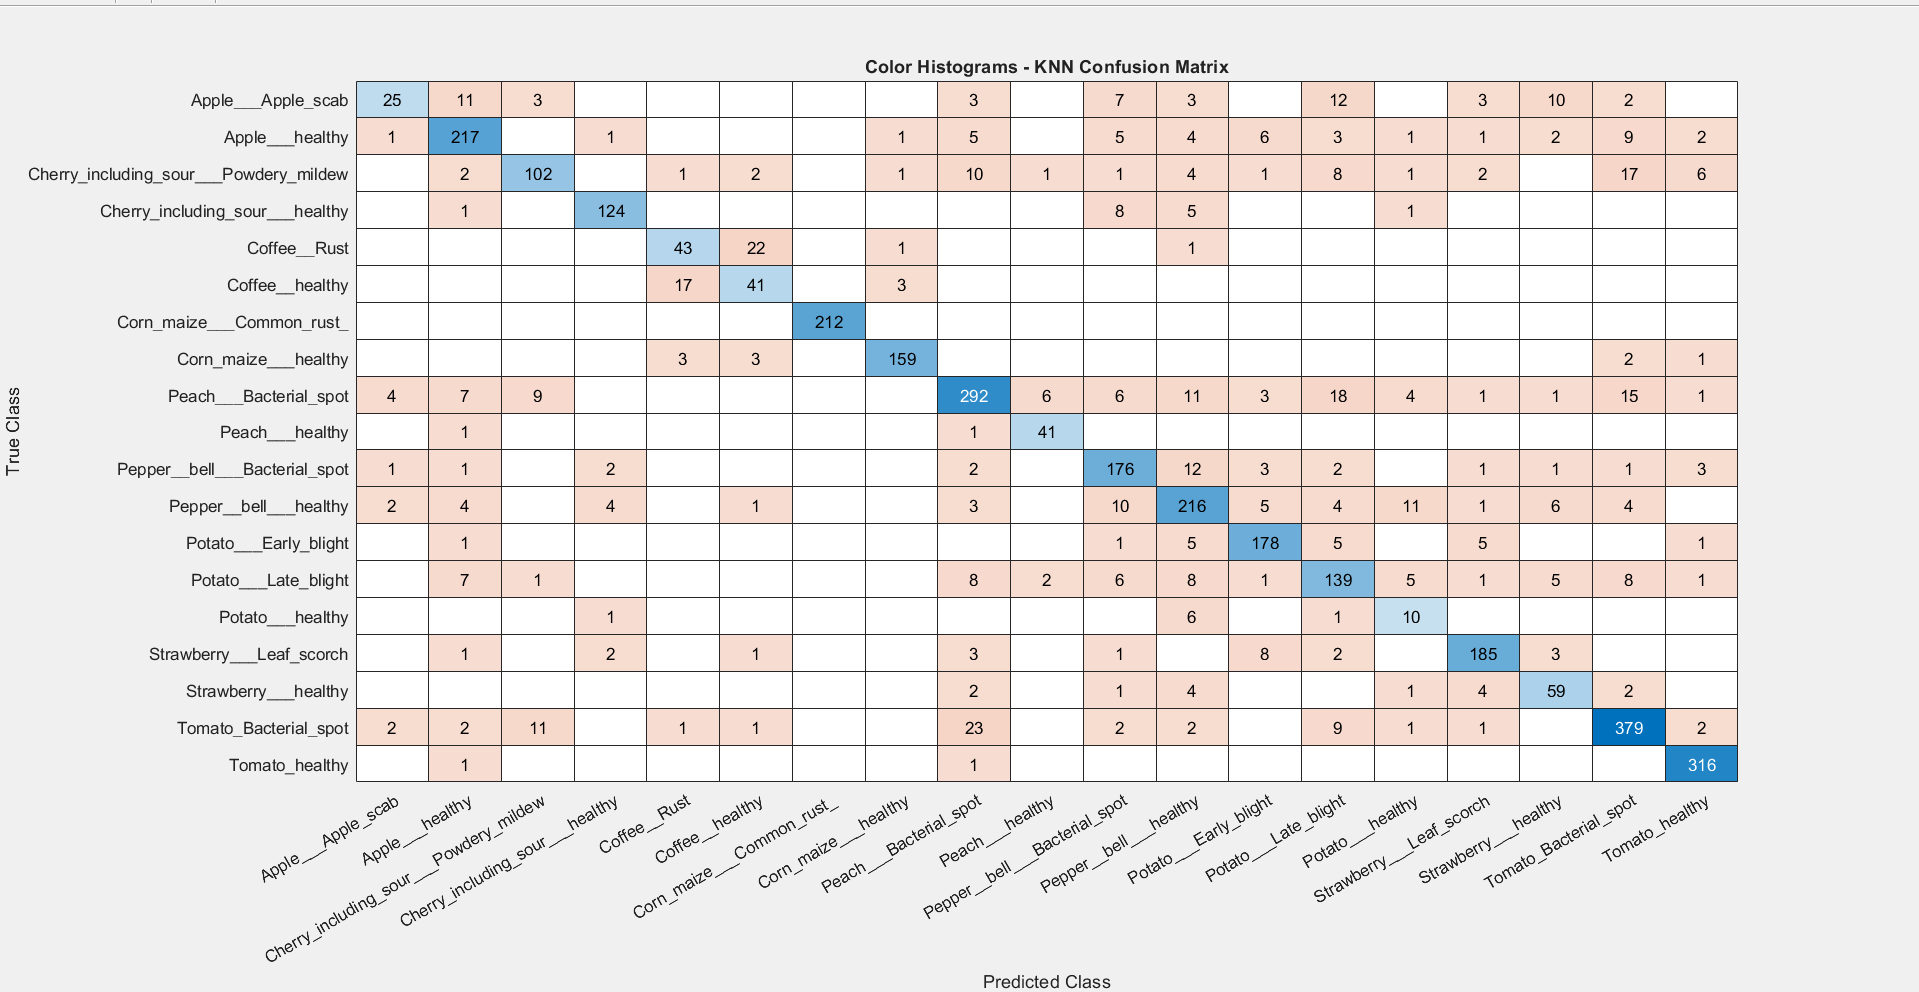 Color Histograms - KNN Confusion Matrix
Apple___Apple_scab 25 11 3 3 7 3 12 3 10 2
Apple___healthy 1 217 1 1 5 5 4 6 3 1 1 2 9 2
Cherry_including_sour___Powdery_mildew 2 102 1 2 1 10 1 1 4 1 8 1 2 17 6
Cherry_including_sour___healthy 1 124 8 5 1
Coffee__Rust 43 22 1 1
Coffee__healthy 17 41 3
Corn_maize___Common_rust_ 212
Corn_maize___healthy 3 3 159 2 1
Peach___Bacterial_spot 4 7 9 292 6 6 11 3 18 4 1 1 15 1
Peach___healthy 1 1 41
Pepper__bell___Bacterial_spot 1 1 2 2 176 12 3 2 1 1 1 3
Pepper__bell___healthy 2 4 4 1 3 10 216 5 4 11 1 6 4
Potato___Early_blight 1 1 5 178 5 5 1
Potato___Late_blight 7 1 8 2 6 8 1 139 5 1 5 8 1
Potato___healthy 1 6 1 10
Strawberry___Leaf_scorch 1 2 1 3 1 8 2 185 3
Strawberry___healthy 2 1 4 1 4 59 2
Tomato_Bacterial_spot 2 2 11 1 1 23 2 2 9 1 1 379 2
Tomato_healthy 1 1 316
True Class
Apple___Apple_scab
Apple___healthy
Cherry_including_sour___Powdery_mildew
Cherry_including_sour___healthy
Coffee__Rust
Coffee__healthy
Corn_maize___Common_rust_
Corn_maize___healthy
Peach___Bacterial_spot
Peach___healthy
Pepper__bell___Bacterial_spot
Pepper__bell___healthy
Potato___Early_blight
Potato___Late_blight
Potato___healthy
Strawberry___Leaf_scorch
Strawberry___healthy
Tomato_Bacterial_spot
Tomato_healthy
Predicted Class